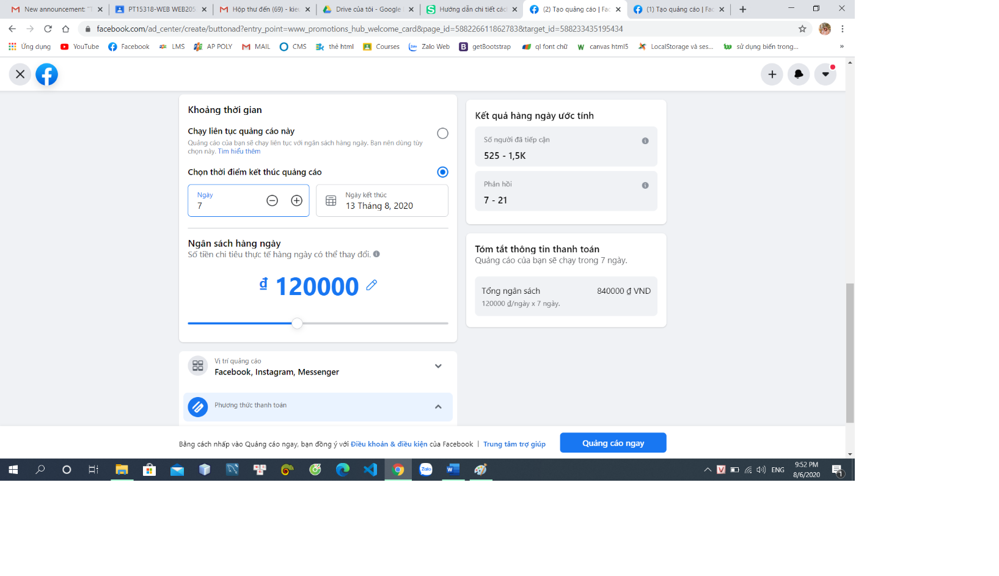 New announcement: "T
PT15318-WEB WEB205
Hộp thư đến (69) - kieu
Drive của tôi - Google
Hướng dẫn chi tiết các
(2) Tạo quảng cáo | Fac
(1) Tạo quảng cáo | Fac
facebook.com/ad_center/create/buttonad?entry_point=www_promotions_hub_welcome_card&page_id=588226611862783&target_id=588233435195434
Ứng dụng
YouTube
Facebook
LMS
AP POLY
MAIL
CMS
thẻ html
Courses
Zalo Web
getBootstrap
ql font chữ
canvas html5
LocalStorage và ses...
sử dụng biến trong...
»
Khoảng thời gian
Chạy liên tục quảng cáo này
Quảng cáo của bạn sẽ chạy liên tục với ngân sách hàng ngày. Bạn nên dùng tùy
chọn này. Tìm hiểu thêm
Chọn thời điểm kết thúc quảng cáo
Ngày
7
Ngày kết thúc
13 Tháng 8, 2020
Ngân sách hàng ngày
Số tiền chi tiêu thực tế hàng ngày có thể thay đổi.
₫ 120000
Vị trí quảng cáo
Facebook, Instagram, Messenger
Phương thức thanh toán
Kết quả hàng ngày ước tính
Số người đã tiếp cận
525 - 1,5K
Phản hồi
7 - 21
Tóm tắt thông tin thanh toán
Quảng cáo của bạn sẽ chạy trong 7 ngày.
Tổng ngân sách 840000 ₫ VND
120000 ₫/ngày x 7 ngày.
Bằng cách nhấp vào Quảng cáo ngay, bạn đồng ý với Điều khoản & điều kiện của Facebook | Trung tâm trợ giúp
Quảng cáo ngay
Zalo
ENG
9:52 PM
8/6/2020
1